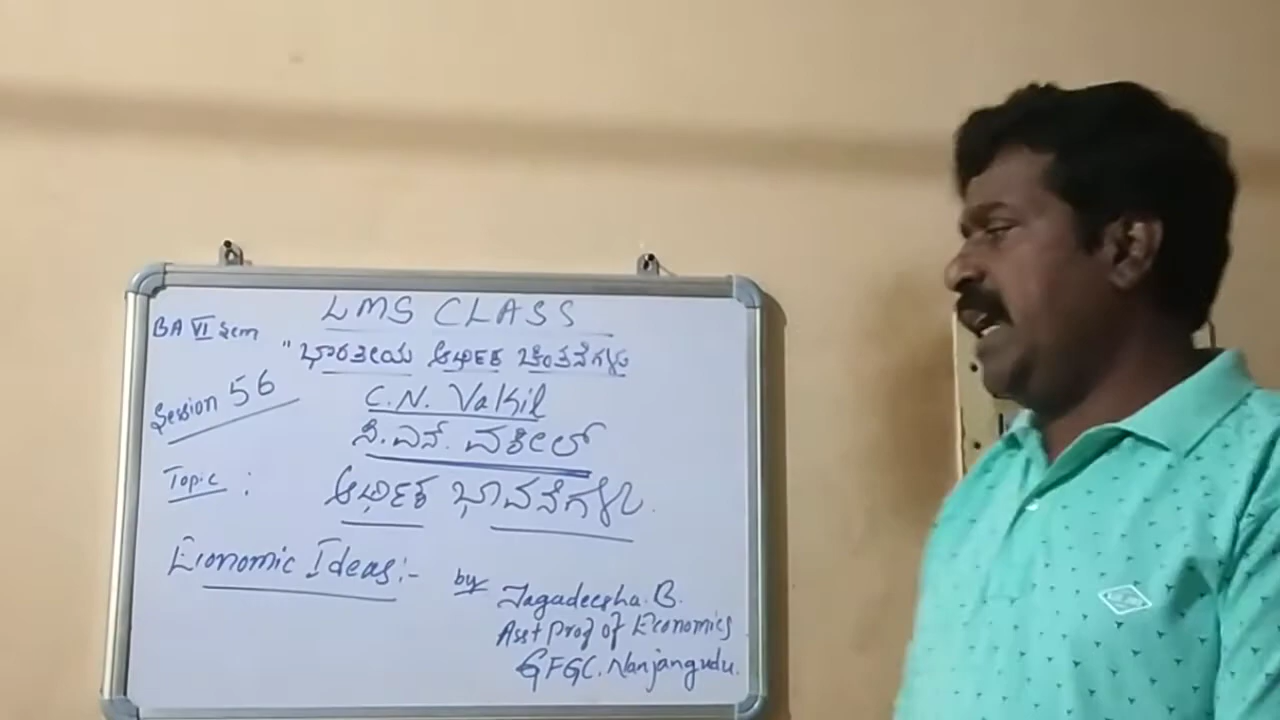 LMS CLASS
BA VI Sem
"ಭಾರತೀಯ ಆರ್ಥಿಕ ಚಿಂತನೆಗಳು
Session 56
C.N. Vakil
ಸಿ.ಎನ್. ವಕೀಲ್
Topic :
ಆರ್ಥಿಕ ಭಾವನೆಗಳು.
Economic Ideas:-
by Jagadeesha.B.
Asst Prof of Economics
GFGC. Nanjangudu.